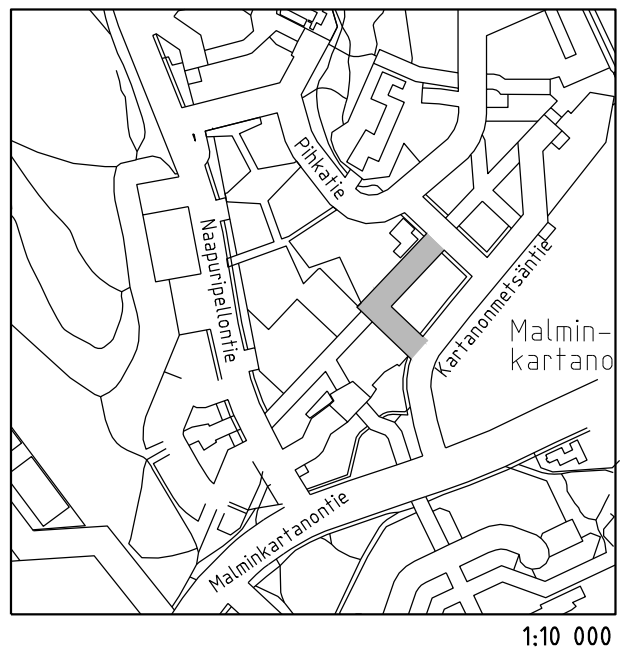 Pihkatie
Naapuripellontie
Kartanonmetsäntie
Malmin-
kartano
Malminkartanontie
1:10 000